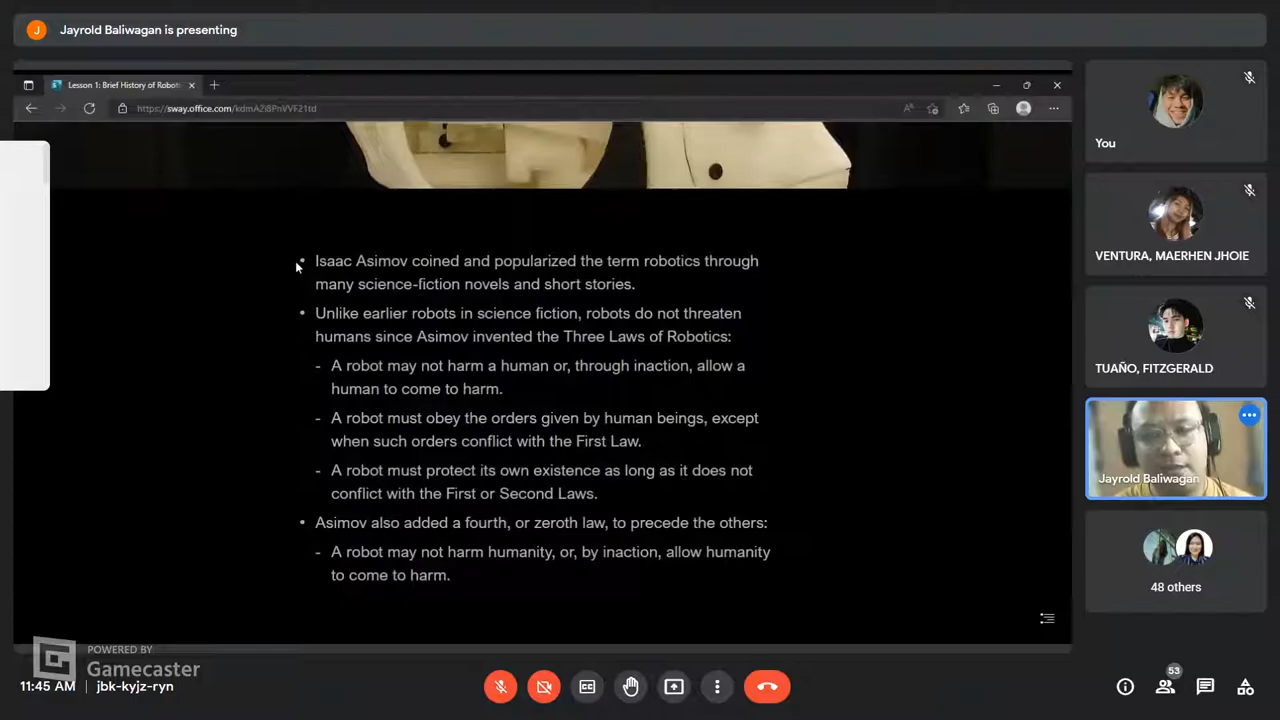 J Jayrold Baliwagan is presenting
Lesson 1: Brief History of Robot
https://sway.office.com/kdmAZi8PnVVF21td
• Isaac Asimov coined and popularized the term robotics through
many science-fiction novels and short stories.
• Unlike earlier robots in science fiction, robots do not threaten
humans since Asimov invented the Three Laws of Robotics:
- A robot may not harm a human or, through inaction, allow a
human to come to harm.
- A robot must obey the orders given by human beings, except
when such orders conflict with the First Law.
- A robot must protect its own existence as long as it does not
conflict with the First or Second Laws.
• Asimov also added a fourth, or zeroth law, to precede the others:
- A robot may not harm humanity, or, by inaction, allow humanity
to come to harm.
You
VENTURA, MAERHEN JHOIE
TUAÑO, FITZGERALD
Jayrold Baliwagan
48 others
POWERED BY
Gamecaster
11:45 AM | jbk-kyjz-ryn
53